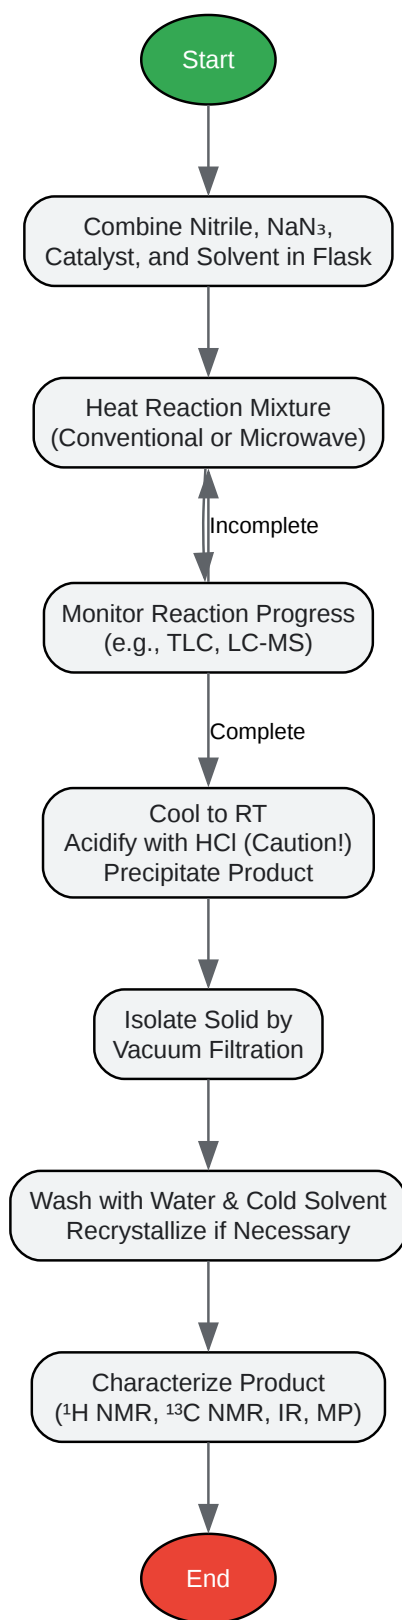 Start
Combine Nitrile, NaN₃,
Catalyst, and Solvent in Flask
Heat Reaction Mixture
(Conventional or Microwave)
Incomplete
Monitor Reaction Progress
(e.g., TLC, LC-MS)
Complete
Cool to RT
Acidify with HCl (Caution!)
Precipitate Product
Isolate Solid by
Vacuum Filtration
Wash with Water & Cold Solvent
Recrystallize if Necessary
Characterize Product
(¹H NMR, ¹³C NMR, IR, MP)
End